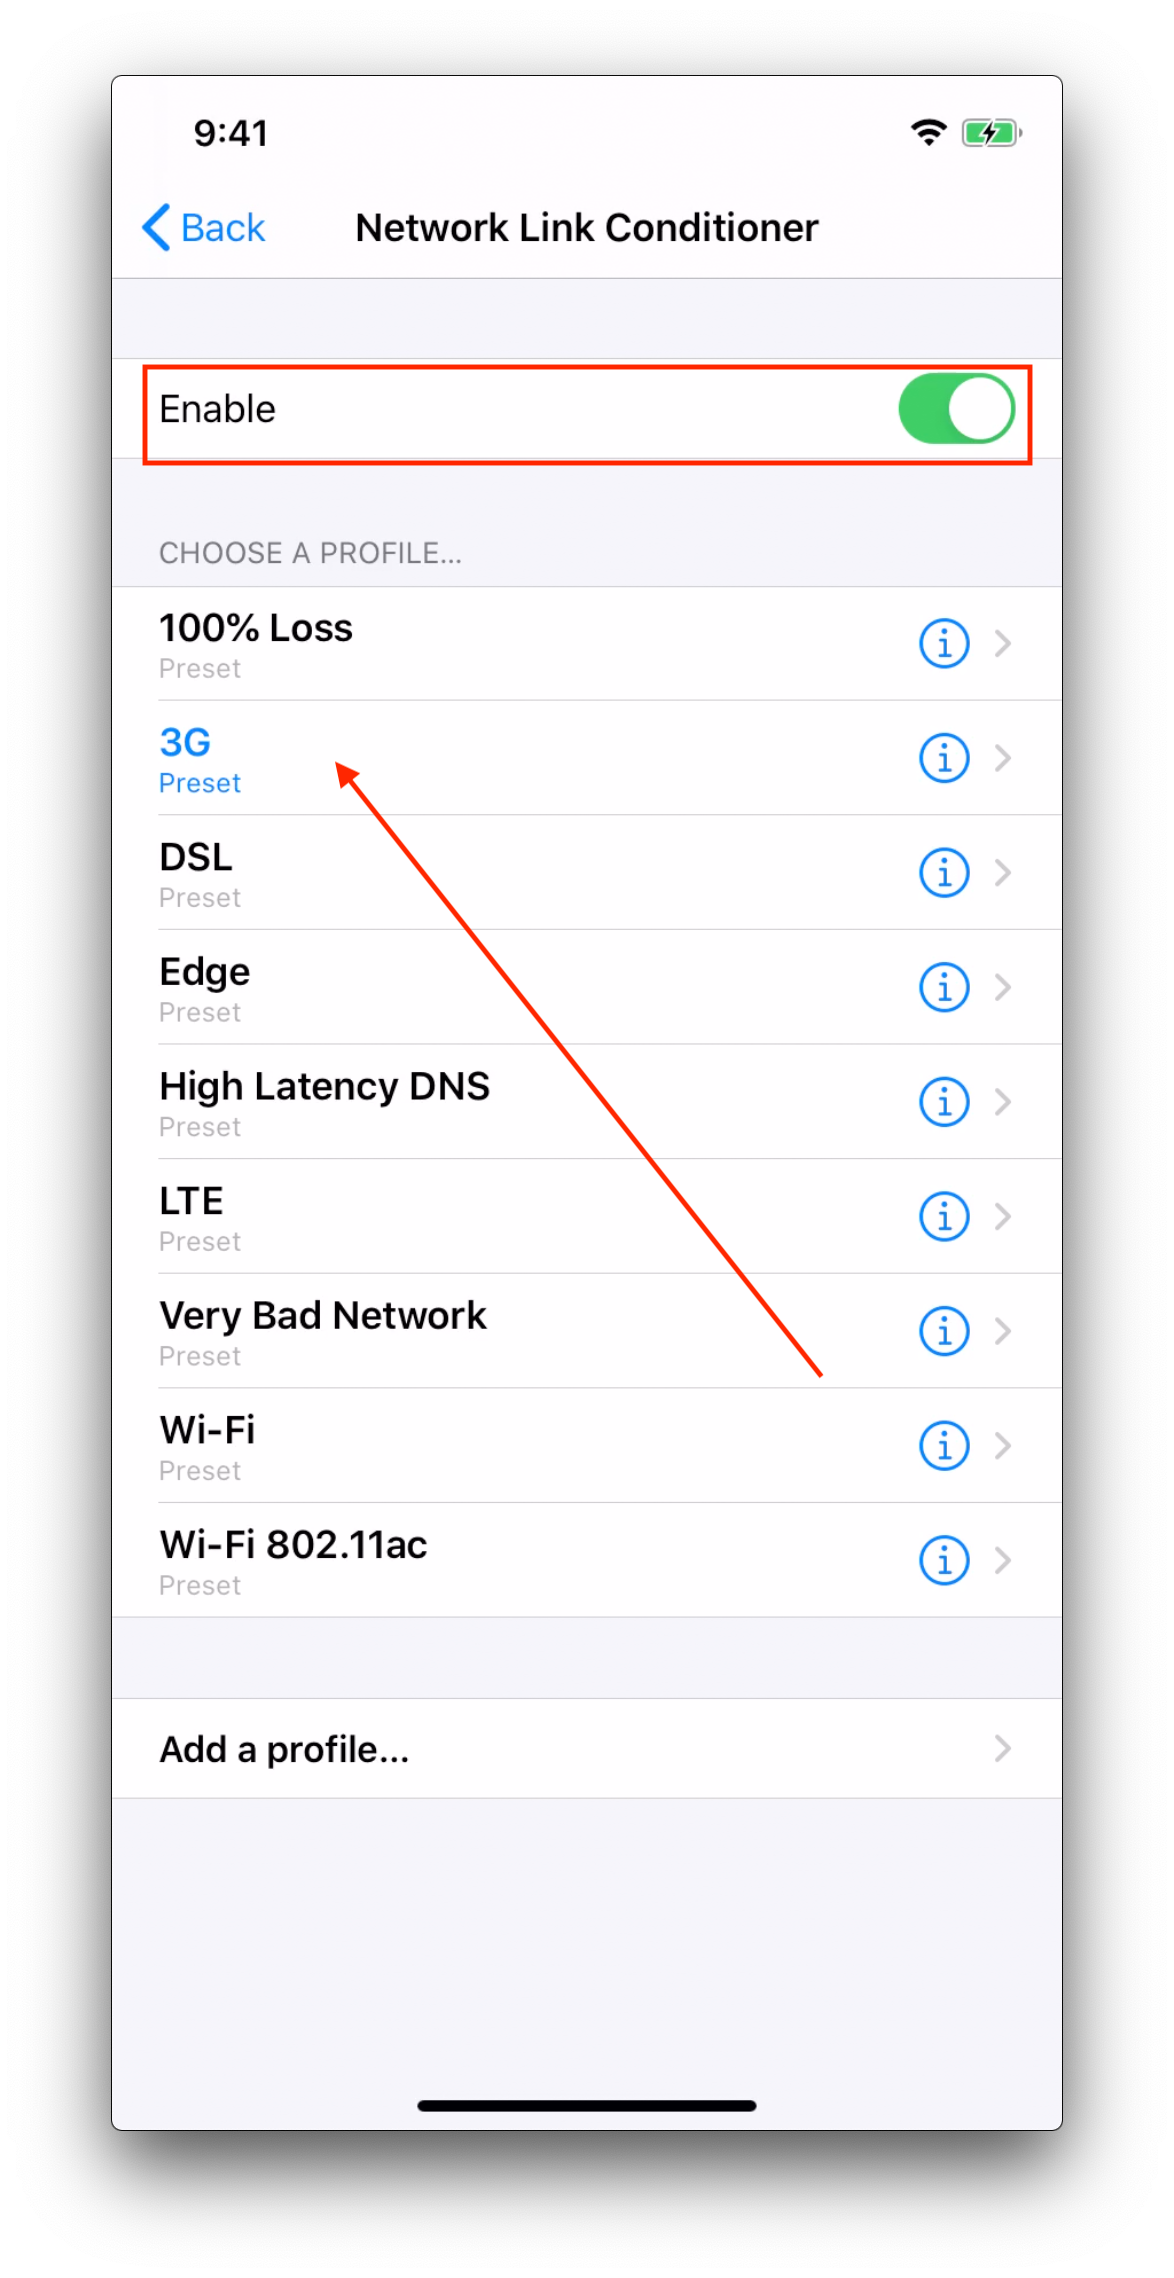 9:41
Back
Network Link Conditioner
Enable
CHOOSE A PROFILE...
100% Loss
Preset
3G
Preset
DSL
Preset
Edge
Preset
High Latency DNS
Preset
LTE
Preset
Very Bad Network
Preset
Wi-Fi
Preset
Wi-Fi 802.11ac
Preset
Add a profile...